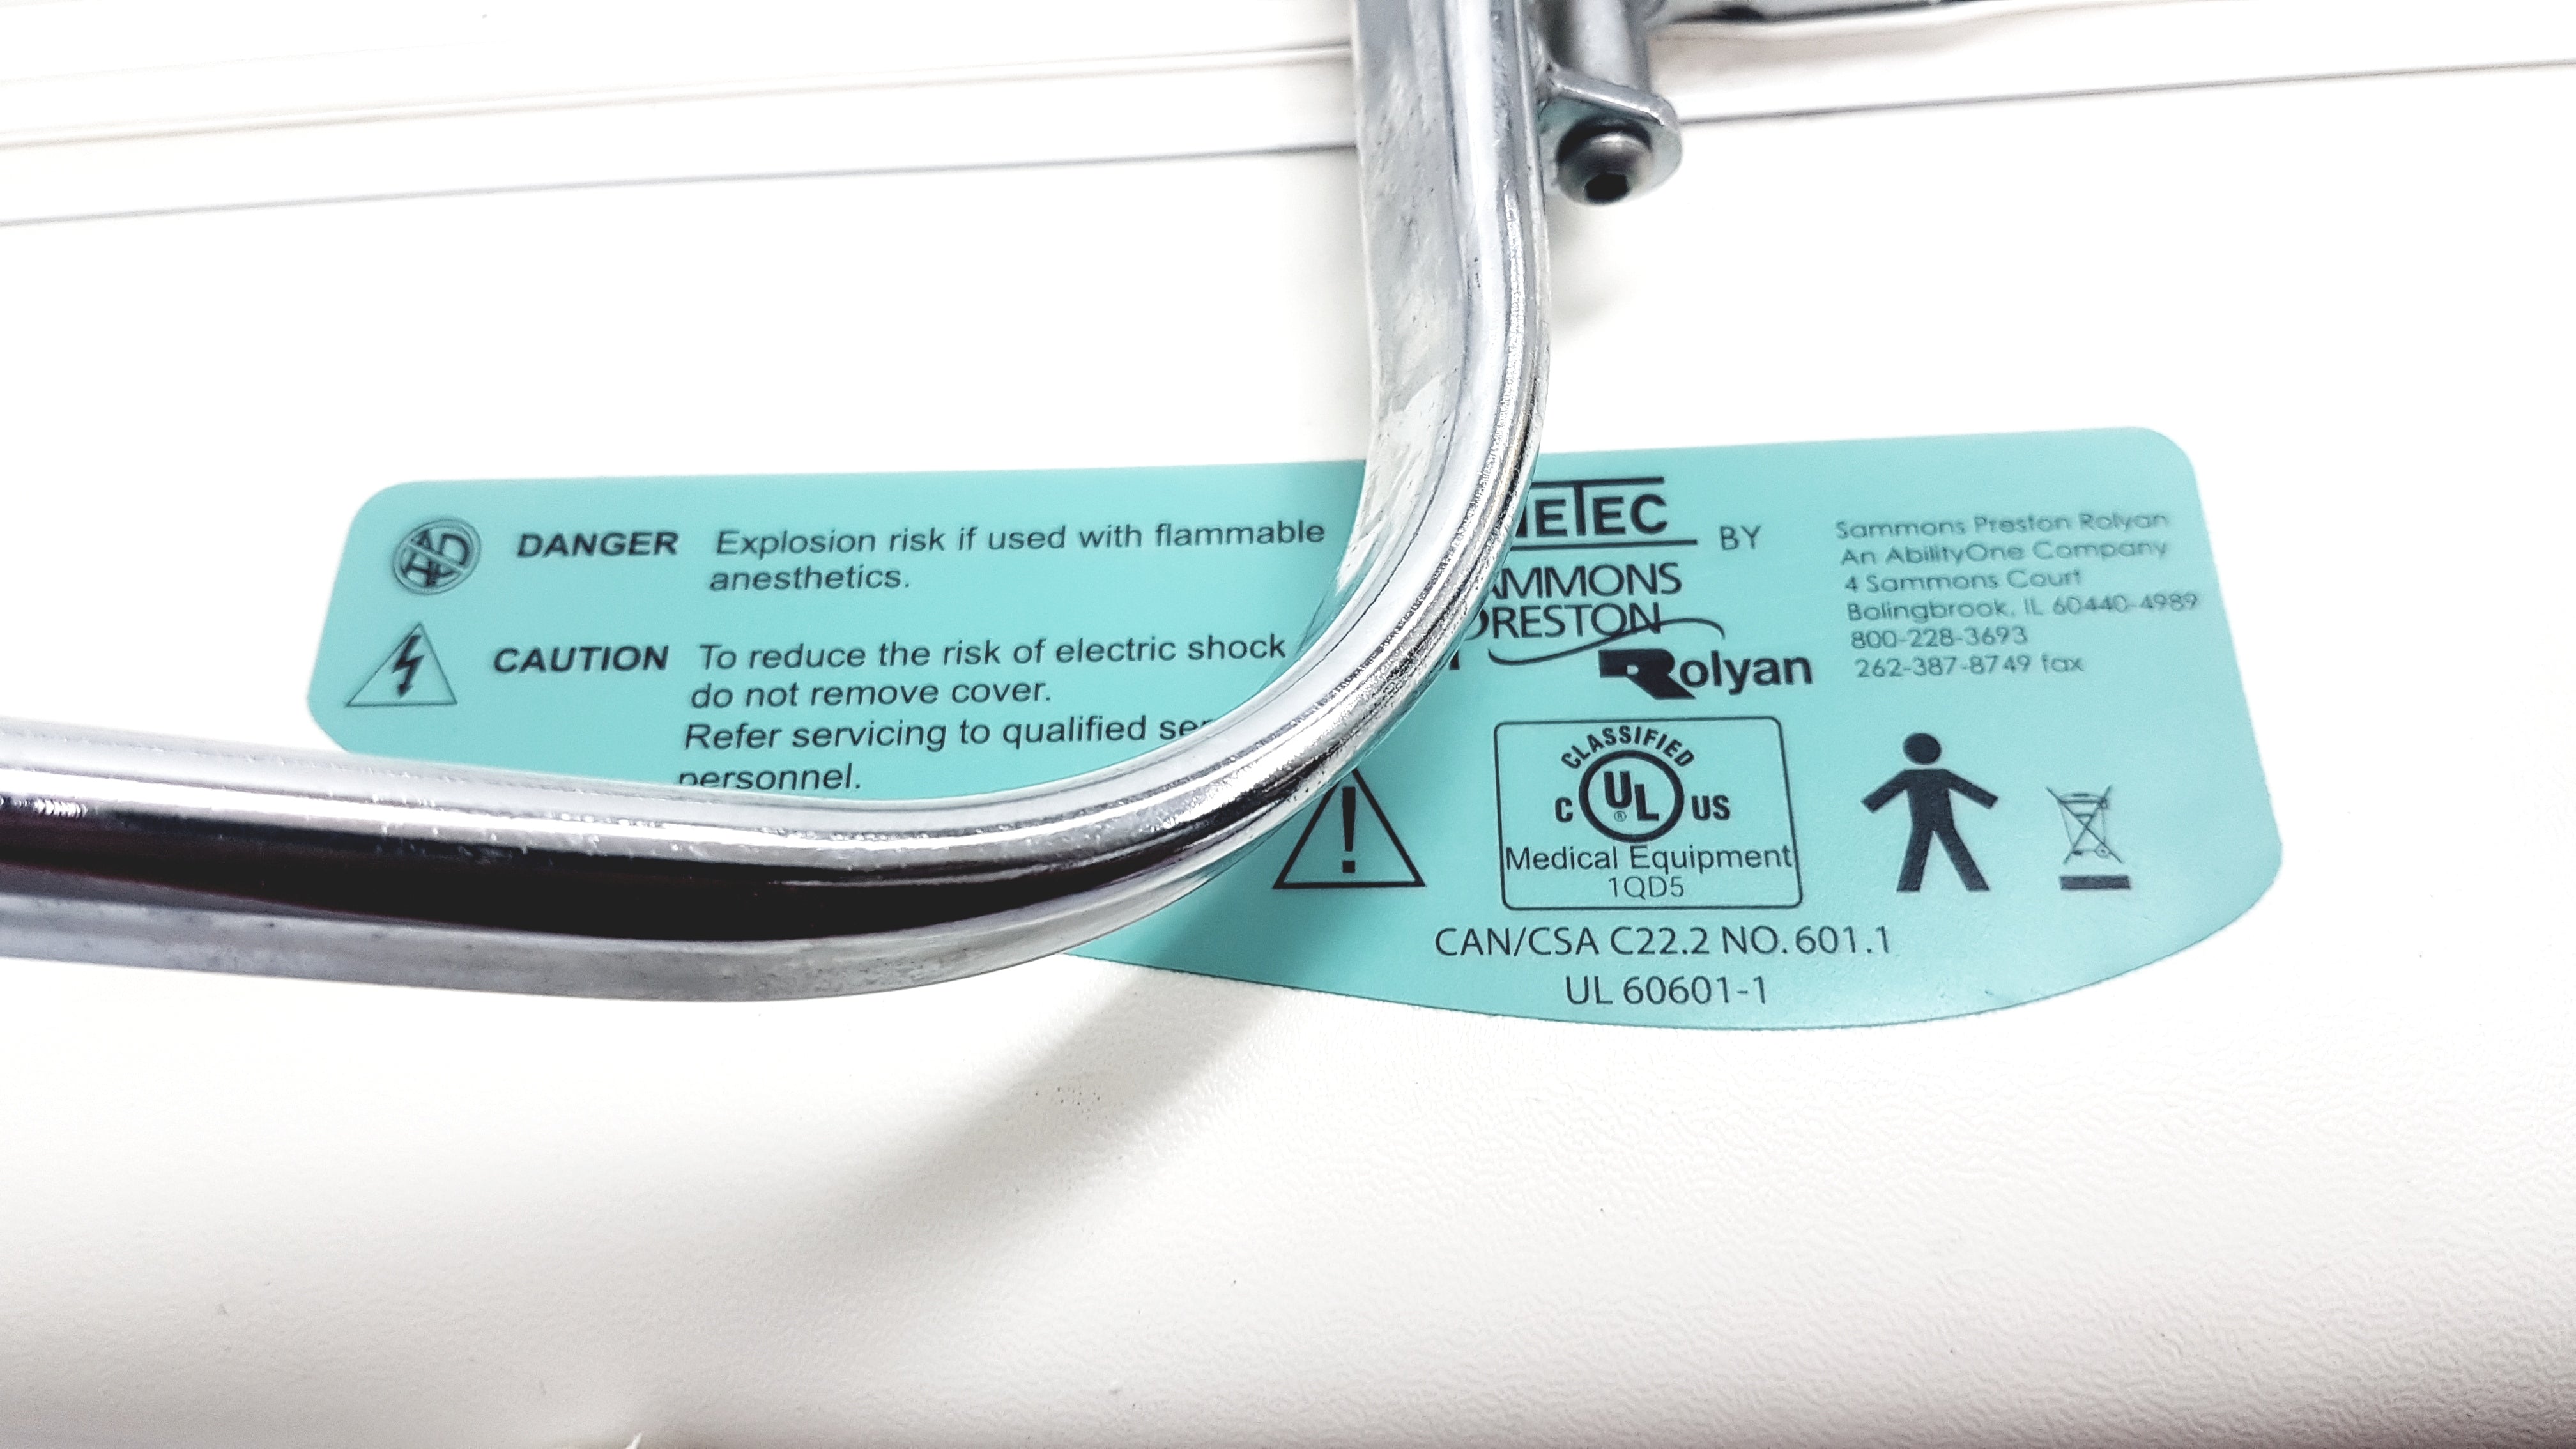 DANGER Explosion risk if used with flammable
anesthetics.
CAUTION To reduce the risk of electric shock
do not remove cover.
Refer servicing to qualified
personnel.
ETEC BY
AMMONS
PRESTON
Rolyan
Sammons Preston Rolyan
An AbilityOne Company
4 Sammons Court
Bolingbrook, IL 60440-4989
800-228-3693
262-387-8749 fax
CLASSIFIED
C UL® US
Medical Equipment
1QD5
CAN/CSA C22.2 NO. 601.1
UL 60601-1